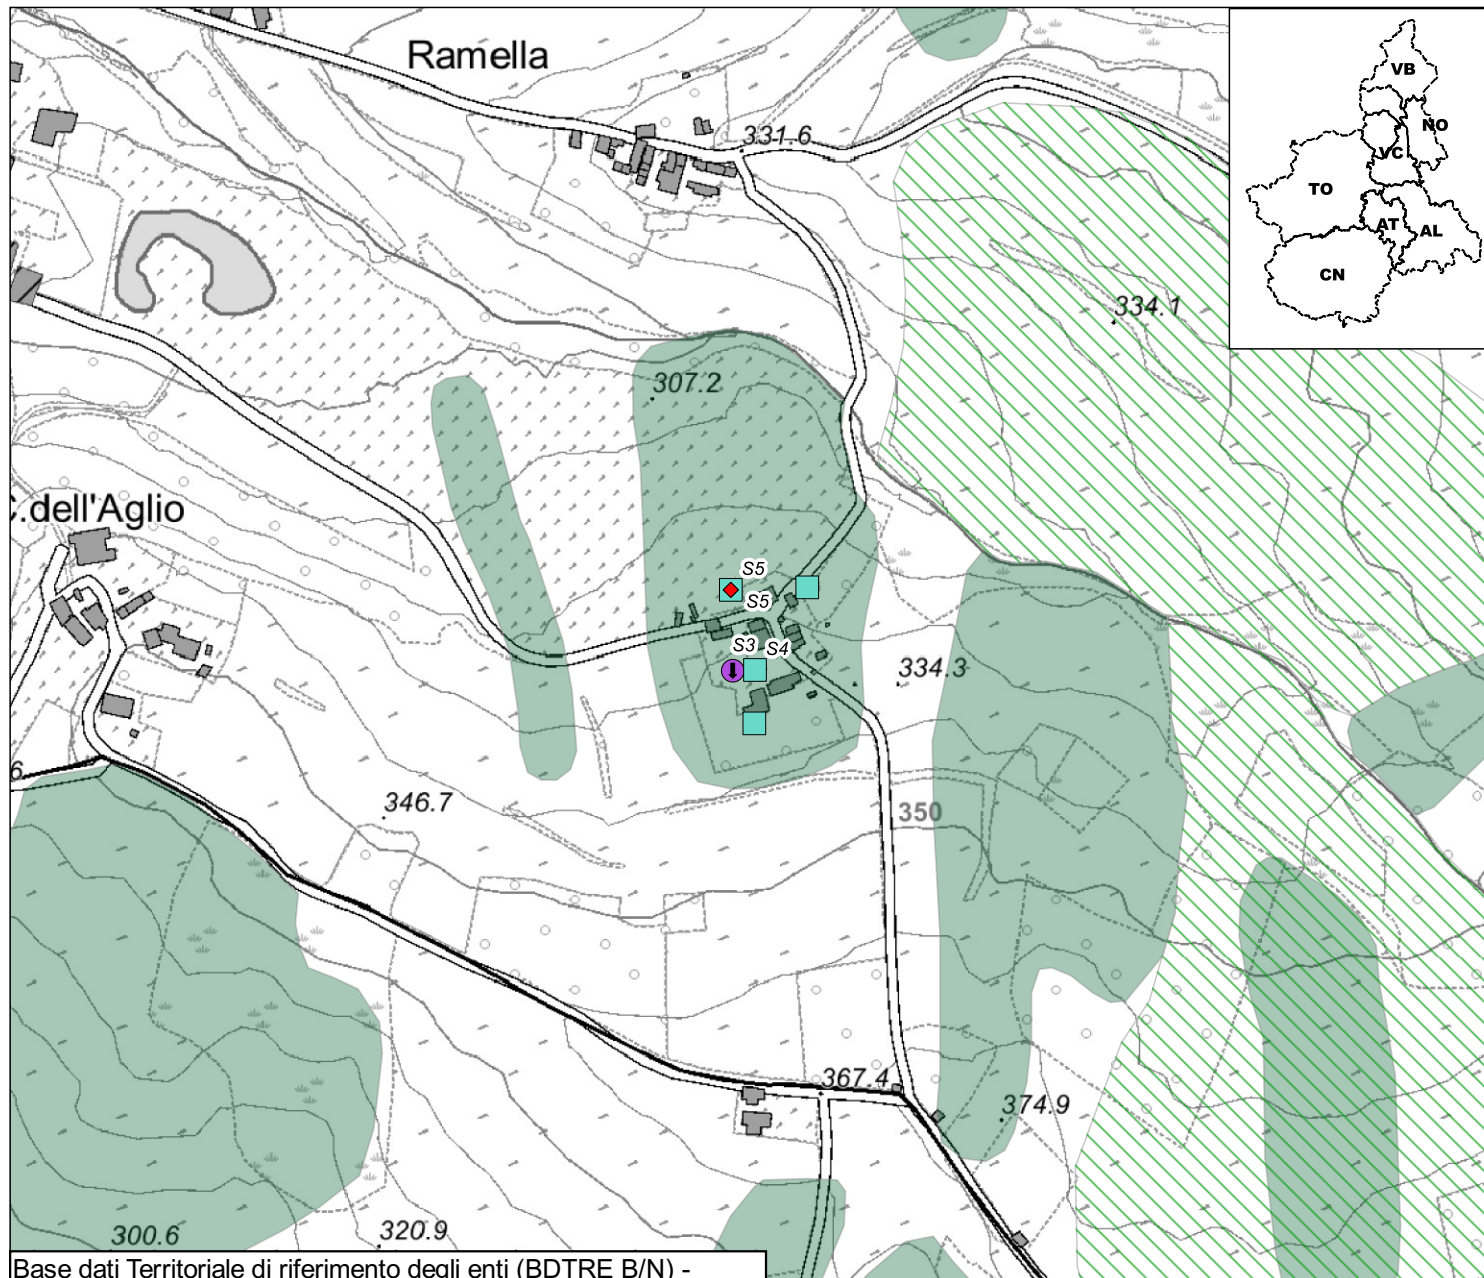 Ramella
331.6
VB
NO
VC
TO
AT
AL
CN
334.1
307.2
.dell'Aglio
S5
S5
S3
S4
334.3
6
346.7
350
367.4
374.9
300.6
320.9
Base dati Territoriale di riferimento degli enti (BDTRE B/N) -